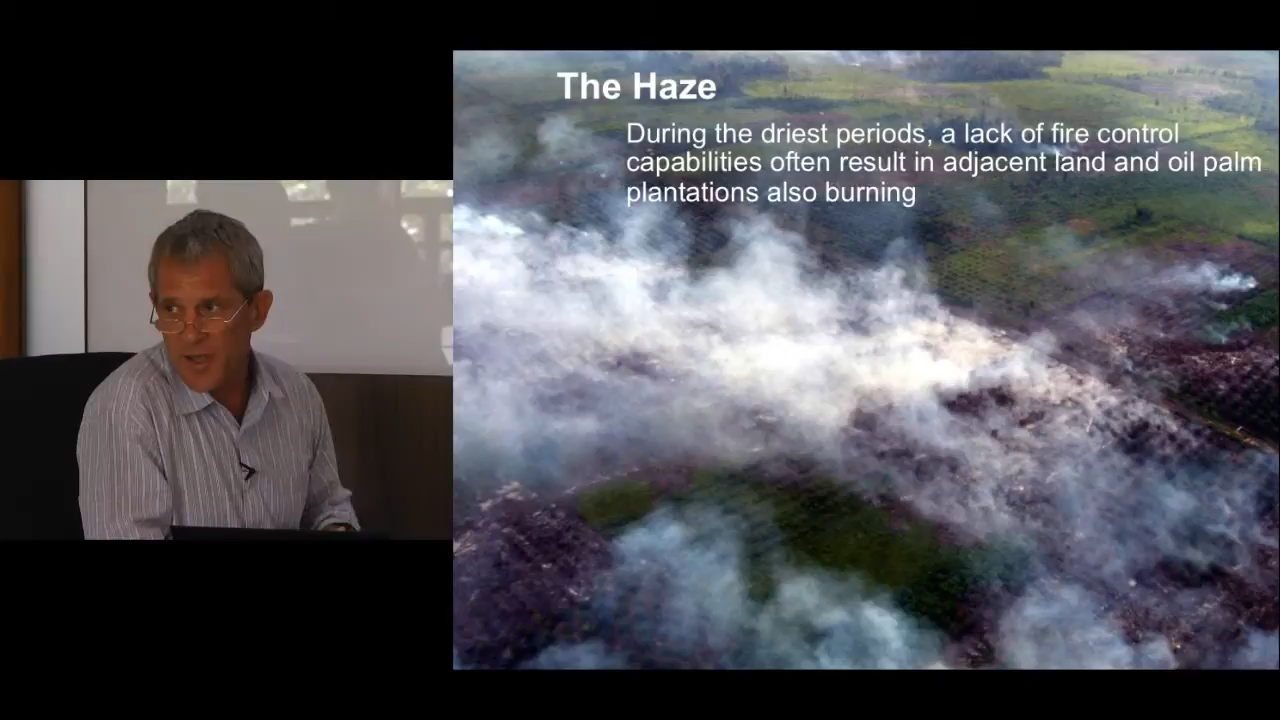 The Haze
During the driest periods, a lack of fire control
capabilities often result in adjacent land and oil palm
plantations also burning